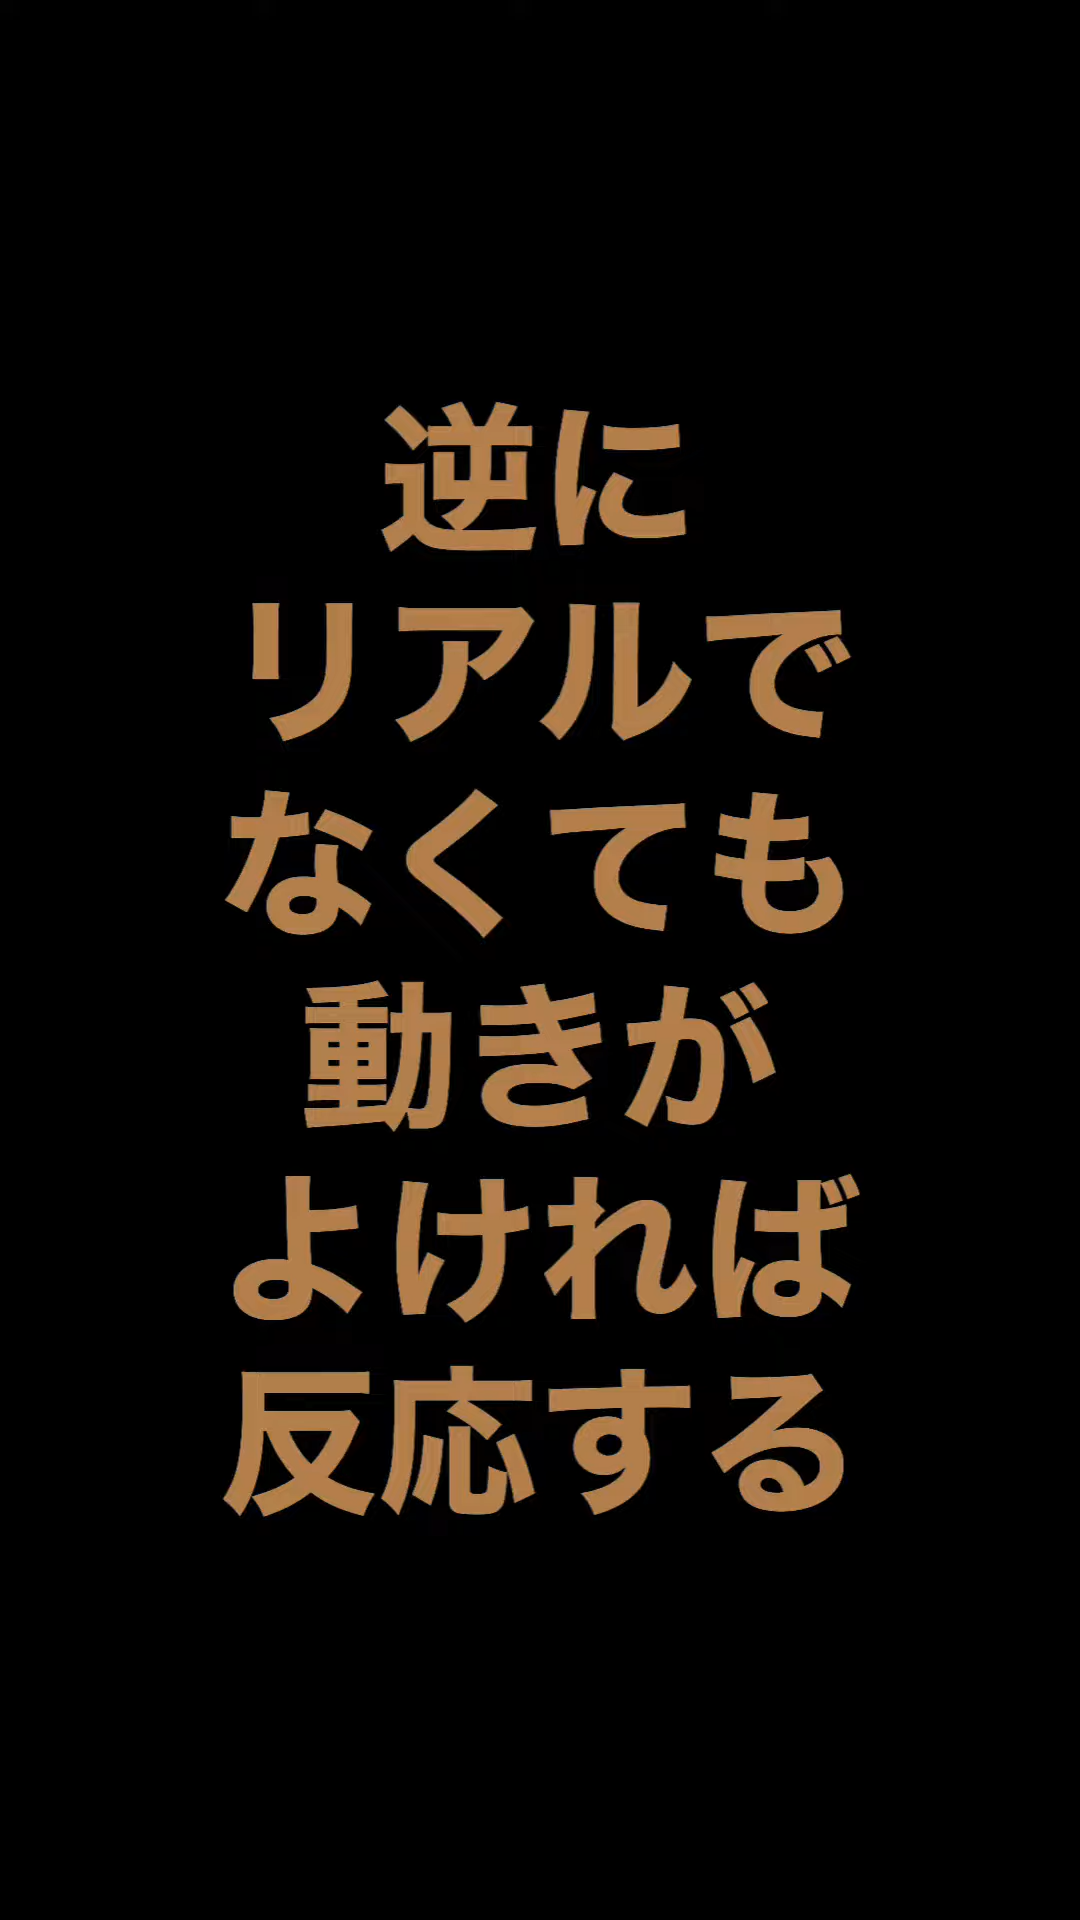 逆に
リアルで
なくても
動きが
よければ
反応する